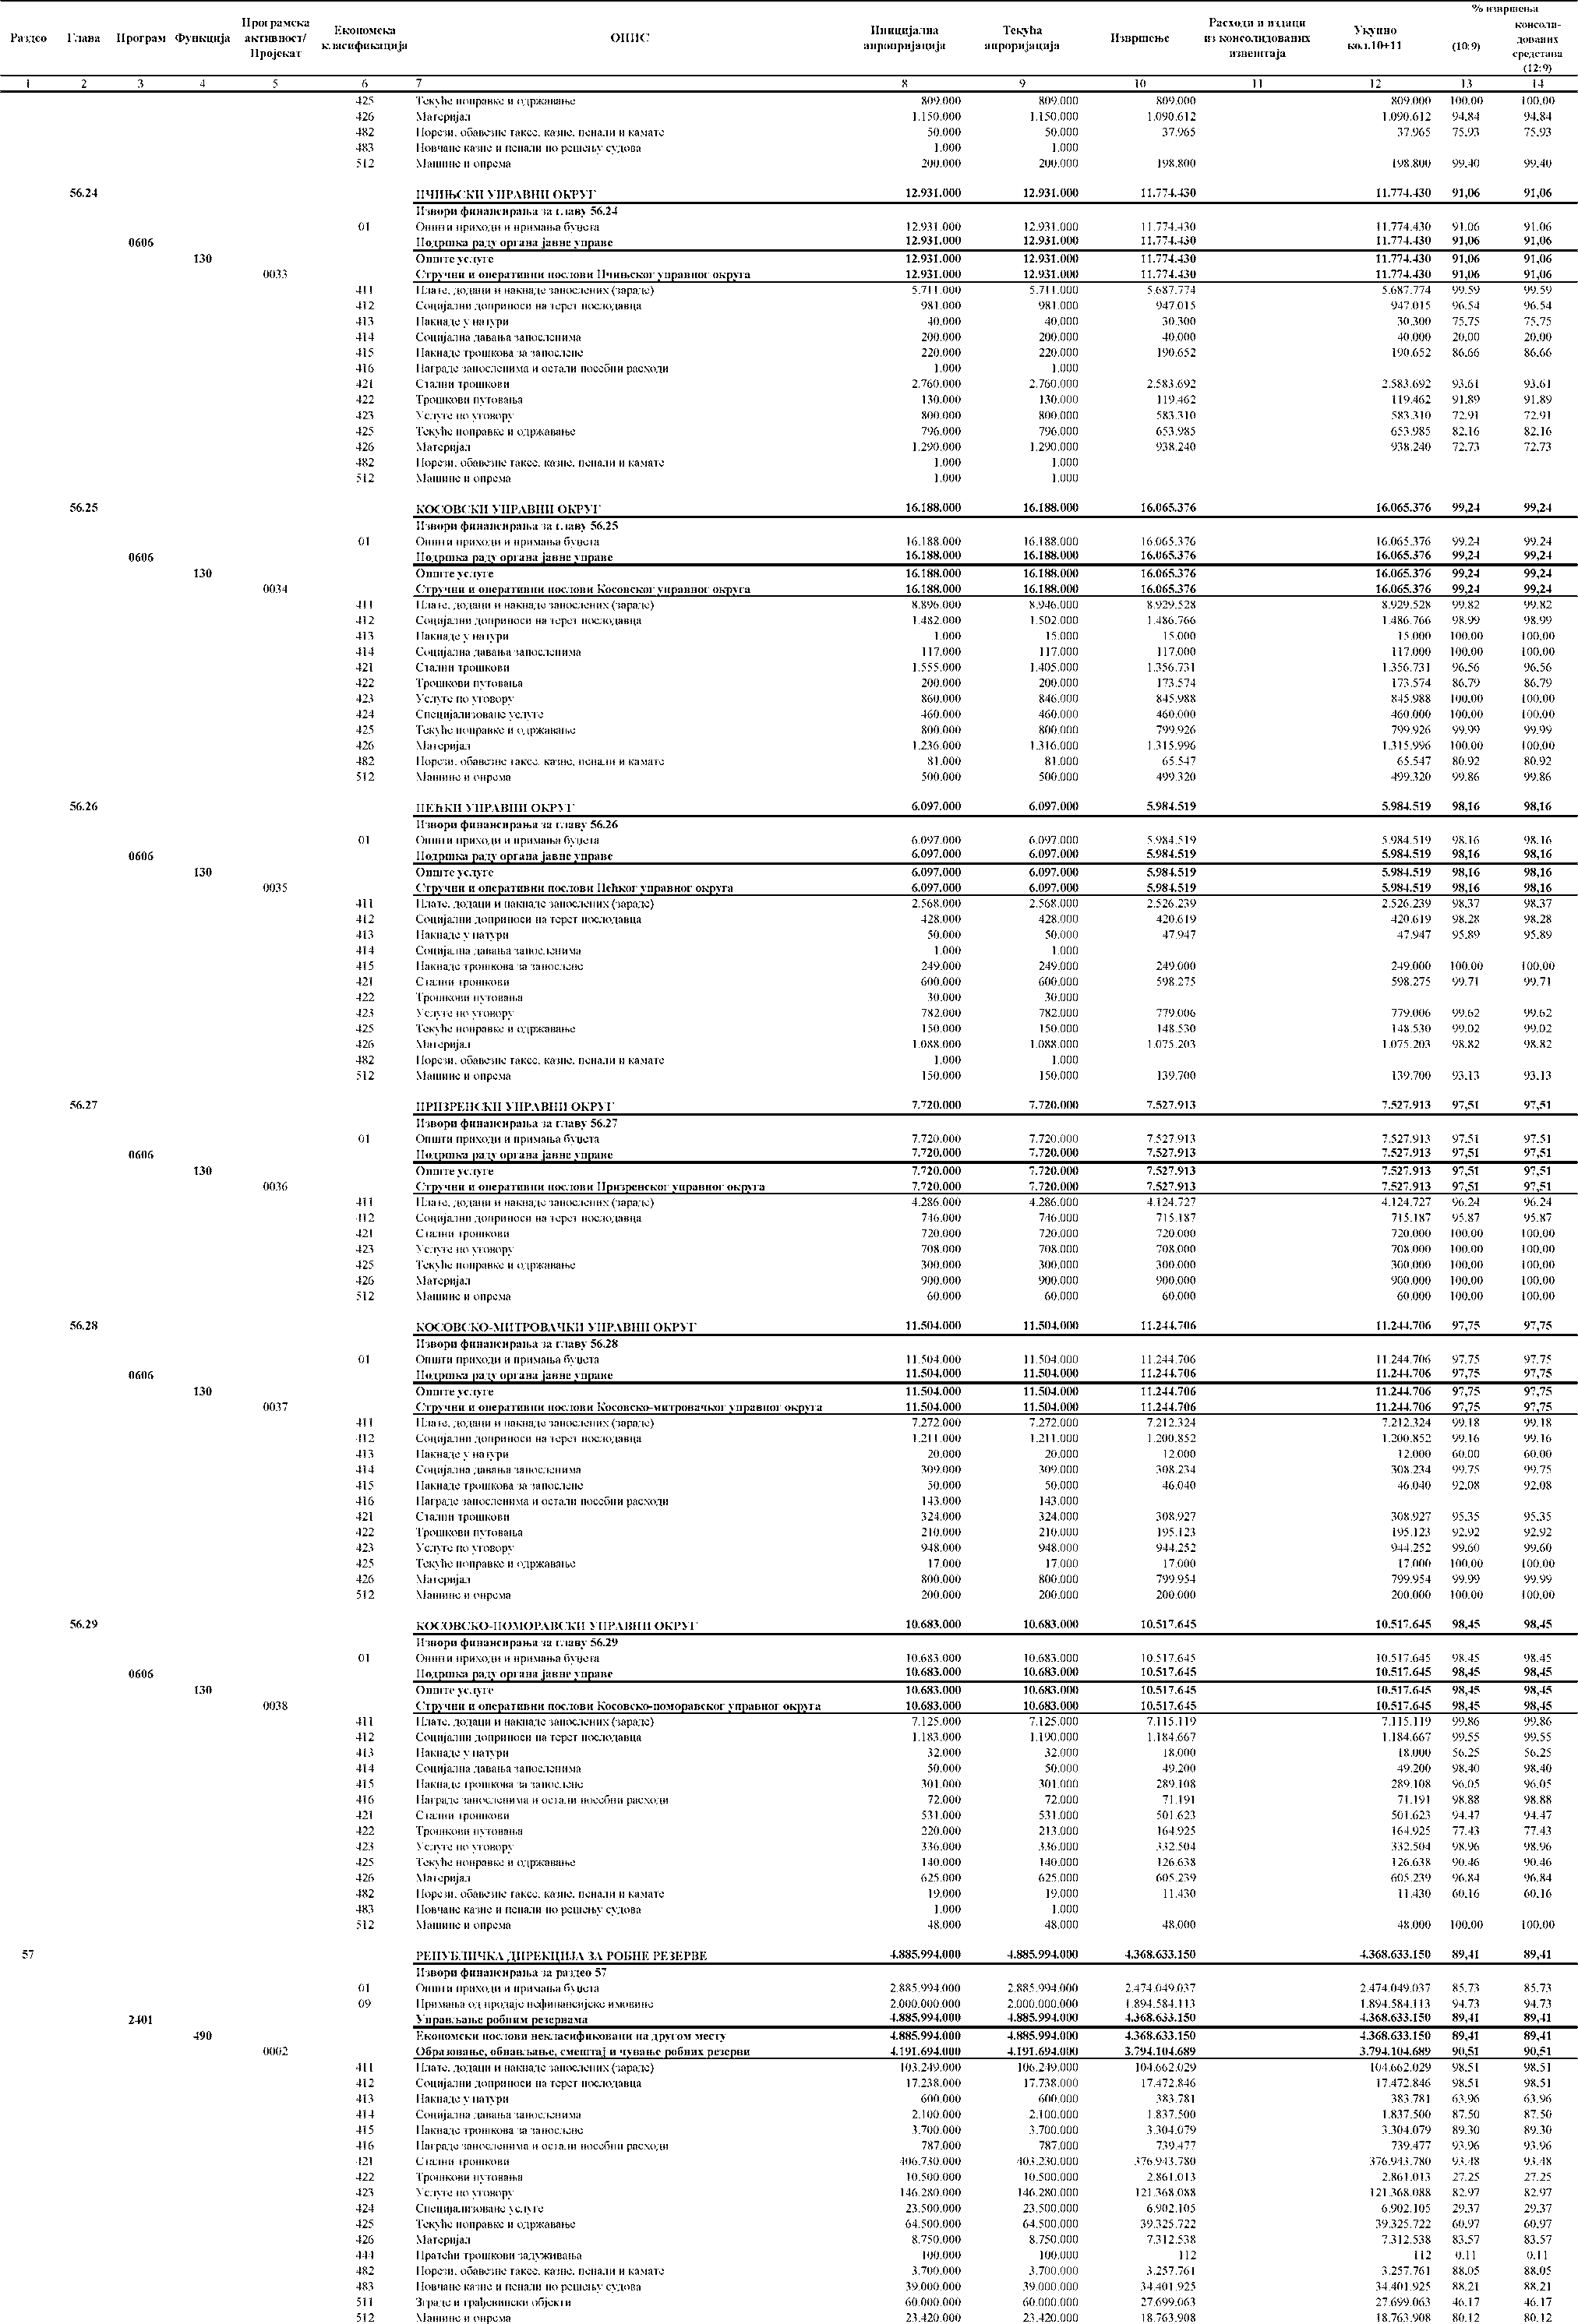 Раздео Глава Програм Функција Програмска активност/ Пројекат Економска класификација ОПИС Иницијална апропријација Текућа апропријација Извршење Расходи и издаци из консолидованих извештаја Укупно кол.10+11 % извршења (10:9) консоли-дованих средстава (12:9)
1 2 3 4 5 6 7 8 9 10 11 12 13 14
425 Текуће поправке и одржавање 809.000 809.000 809.000 809.000 100,00 100,00
426 Материјал 1.150.000 1.150.000 1.090.612 1.090.612 94,84 94,84
482 Порези, обавезне таксе, казне, пенали и камате 50.000 50.000 37.965 37.965 75,93 75,93
483 Новчане казне и пенали по решењу судова 1.000 1.000
512 Машине и опрема 200.000 200.000 198.800 198.800 99,40 99,40
56.24 ПЧИЊСКИ УПРАВНИ ОКРУГ 12.931.000 12.931.000 11.774.430 11.774.430 91,06 91,06
Извори финансирања за главу 56.24
01 Општи приходи и примања буџета 12.931.000 12.931.000 11.774.430 11.774.430 91,06 91,06
0606 Подршка раду органа јавне управе 12.931.000 12.931.000 11.774.430 11.774.430 91,06 91,06
130 Опште услуге 12.931.000 12.931.000 11.774.430 11.774.430 91,06 91,06
0033 Стручни и оперативни послови Пчињског управног округа 12.931.000 12.931.000 11.774.430 11.774.430 91,06 91,06
411 Плате, додаци и накнаде запослених (зараде) 5.711.000 5.711.000 5.687.774 5.687.774 99,59 99,59
412 Социјални доприноси на терет послодавца 981.000 981.000 947.015 947.015 96,54 96,54
413 Накнаде у натури 40.000 40.000 30.300 30.300 75,75 75,75
414 Социјална давања запосленима 200.000 200.000 40.000 40.000 20,00 20,00
415 Накнаде трошкова за запослене 220.000 220.000 190.652 190.652 86,66 86,66
416 Награде запосленима и остали посебни расходи 1.000 1.000
421 Стални трошкови 2.760.000 2.760.000 2.583.692 2.583.692 93,61 93,61
422 Трошкови путовања 130.000 130.000 119.462 119.462 91,89 91,89
423 Услуге по уговору 800.000 800.000 583.310 583.310 72,91 72,91
425 Текуће поправке и одржавање 796.000 796.000 653.985 653.985 82,16 82,16
426 Материјал 1.290.000 1.290.000 938.240 938.240 72,73 72,73
482 Порези, обавезне таксе, казне, пенали и камате 1.000 1.000
512 Машине и опрема 1.000 1.000
56.25 КОСОВСКИ УПРАВНИ ОКРУГ 16.188.000 16.188.000 16.065.376 16.065.376 99,24 99,24
Извори финансирања за главу 56.25
01 Општи приходи и примања буџета 16.188.000 16.188.000 16.065.376 16.065.376 99,24 99,24
0606 Подршка раду органа јавне управе 16.188.000 16.188.000 16.065.376 16.065.376 99,24 99,24
130 Опште услуге 16.188.000 16.188.000 16.065.376 16.065.376 99,24 99,24
0034 Стручни и оперативни послови Косовског управног округа 16.188.000 16.188.000 16.065.376 16.065.376 99,24 99,24
411 Плате, додаци и накнаде запослених (зараде) 8.896.000 8.946.000 8.929.528 8.929.528 99,82 99,82
412 Социјални доприноси на терет послодавца 1.482.000 1.502.000 1.486.766 1.486.766 98,99 98,99
413 Накнаде у натури 1.000 15.000 15.000 15.000 100,00 100,00
414 Социјална давања запосленима 117.000 117.000 117.000 117.000 100,00 100,00
421 Стални трошкови 1.555.000 1.405.000 1.356.731 1.356.731 96,56 96,56
422 Трошкови путовања 200.000 200.000 173.574 173.574 86,79 86,79
423 Услуге по уговору 860.000 846.000 845.988 845.988 100,00 100,00
424 Специјализоване услуге 460.000 460.000 460.000 460.000 100,00 100,00
425 Текуће поправке и одржавање 800.000 800.000 799.926 799.926 99,99 99,99
426 Материјал 1.236.000 1.316.000 1.315.996 1.315.996 100,00 100,00
482 Порези, обавезне таксе, казне, пенали и камате 81.000 81.000 65.547 65.547 80,92 80,92
512 Машине и опрема 500.000 500.000 499.320 499.320 99,86 99,86
56.26 ПЕЋКИ УПРАВНИ ОКРУГ 6.097.000 6.097.000 5.984.519 5.984.519 98,16 98,16
Извори финансирања за главу 56.26
01 Општи приходи и примања буџета 6.097.000 6.097.000 5.984.519 5.984.519 98,16 98,16
0606 Подршка раду органа јавне управе 6.097.000 6.097.000 5.984.519 5.984.519 98,16 98,16
130 Опште услуге 6.097.000 6.097.000 5.984.519 5.984.519 98,16 98,16
0035 Стручни и оперативни послови Пећког управног округа 6.097.000 6.097.000 5.984.519 5.984.519 98,16 98,16
411 Плате, додаци и накнаде запослених (зараде) 2.568.000 2.568.000 2.526.239 2.526.239 98,37 98,37
412 Социјални доприноси на терет послодавца 428.000 428.000 420.619 420.619 98,28 98,28
413 Накнаде у натури 50.000 50.000 47.947 47.947 95,89 95,89
414 Социјална давања запосленима 1.000 1.000
415 Накнаде трошкова за запослене 249.000 249.000 249.000 249.000 100,00 100,00
421 Стални трошкови 600.000 600.000 598.275 598.275 99,71 99,71
422 Трошкови путовања 30.000 30.000
423 Услуге по уговору 782.000 782.000 779.006 779.006 99,62 99,62
425 Текуће поправке и одржавање 150.000 150.000 148.530 148.530 99,02 99,02
426 Материјал 1.088.000 1.088.000 1.075.203 1.075.203 98,82 98,82
482 Порези, обавезне таксе, казне, пенали и камате 1.000 1.000
512 Машине и опрема 150.000 150.000 139.700 139.700 93,13 93,13
56.27 ПРИЗРЕНСКИ УПРАВНИ ОКРУГ 7.720.000 7.720.000 7.527.913 7.527.913 97,51 97,51
Извори финансирања за главу 56.27
01 Општи приходи и примања буџета 7.720.000 7.720.000 7.527.913 7.527.913 97,51 97,51
0606 Подршка раду органа јавне управе 7.720.000 7.720.000 7.527.913 7.527.913 97,51 97,51
130 Опште услуге 7.720.000 7.720.000 7.527.913 7.527.913 97,51 97,51
0036 Стручни и оперативни послови Призренског управног округа 7.720.000 7.720.000 7.527.913 7.527.913 97,51 97,51
411 Плате, додаци и накнаде запослених (зараде) 4.286.000 4.286.000 4.124.727 4.124.727 96,24 96,24
412 Социјални доприноси на терет послодавца 746.000 746.000 715.187 715.187 95,87 95,87
421 Стални трошкови 720.000 720.000 720.000 720.000 100,00 100,00
423 Услуге по уговору 708.000 708.000 708.000 708.000 100,00 100,00
425 Текуће поправке и одржавање 300.000 300.000 300.000 300.000 100,00 100,00
426 Материјал 900.000 900.000 900.000 900.000 100,00 100,00
512 Машине и опрема 60.000 60.000 60.000 60.000 100,00 100,00
56.28 КОСОВСКО-МИТРОВАЧКИ УПРАВНИ ОКРУГ 11.504.000 11.504.000 11.244.706 11.244.706 97,75 97,75
Извори финансирања за главу 56.28
01 Општи приходи и примања буџета 11.504.000 11.504.000 11.244.706 11.244.706 97,75 97,75
0606 Подршка раду органа јавне управе 11.504.000 11.504.000 11.244.706 11.244.706 97,75 97,75
130 Опште услуге 11.504.000 11.504.000 11.244.706 11.244.706 97,75 97,75
0037 Стручни и оперативни послови Косовско-митровачког управног округа 11.504.000 11.504.000 11.244.706 11.244.706 97,75 97,75
411 Плате, додаци и накнаде запослених (зараде) 7.272.000 7.272.000 7.212.324 7.212.324 99,18 99,18
412 Социјални доприноси на терет послодавца 1.211.000 1.211.000 1.200.852 1.200.852 99,16 99,16
413 Накнаде у натури 20.000 20.000 12.000 12.000 60,00 60,00
414 Социјална давања запосленима 309.000 309.000 308.234 308.234 99,75 99,75
415 Накнаде трошкова за запослене 50.000 50.000 46.040 46.040 92,08 92,08
416 Награде запосленима и остали посебни расходи 143.000 143.000
421 Стални трошкови 324.000 324.000 308.927 308.927 95,35 95,35
422 Трошкови путовања 210.000 210.000 195.123 195.123 92,92 92,92
423 Услуге по уговору 948.000 948.000 944.252 944.252 99,60 99,60
425 Текуће поправке и одржавање 17.000 17.000 17.000 17.000 100,00 100,00
426 Материјал 800.000 800.000 799.954 799.954 99,99 99,99
512 Машине и опрема 200.000 200.000 200.000 200.000 100,00 100,00
56.29 КОСОВСКО-ПОМОРАВСКИ УПРАВНИ ОКРУГ 10.683.000 10.683.000 10.517.645 10.517.645 98,45 98,45
Извори финансирања за главу 56.29
01 Општи приходи и примања буџета 10.683.000 10.683.000 10.517.645 10.517.645 98,45 98,45
0606 Подршка раду органа јавне управе 10.683.000 10.683.000 10.517.645 10.517.645 98,45 98,45
130 Опште услуге 10.683.000 10.683.000 10.517.645 10.517.645 98,45 98,45
0038 Стручни и оперативни послови Косовско-поморавског управног округа 10.683.000 10.683.000 10.517.645 10.517.645 98,45 98,45
411 Плате, додаци и накнаде запослених (зараде) 7.125.000 7.125.000 7.115.119 7.115.119 99,86 99,86
412 Социјални доприноси на терет послодавца 1.183.000 1.190.000 1.184.667 1.184.667 99,55 99,55
413 Накнаде у натури 32.000 32.000 18.000 18.000 56,25 56,25
414 Социјална давања запосленима 50.000 50.000 49.200 49.200 98,40 98,40
415 Накнаде трошкова за запослене 301.000 301.000 289.108 289.108 96,05 96,05
416 Награде запосленима и остали посебни расходи 72.000 72.000 71.191 71.191 98,88 98,88
421 Стални трошкови 531.000 531.000 501.623 501.623 94,47 94,47
422 Трошкови путовања 220.000 213.000 164.925 164.925 77,43 77,43
423 Услуге по уговору 336.000 336.000 332.504 332.504 98,96 98,96
425 Текуће поправке и одржавање 140.000 140.000 126.638 126.638 90,46 90,46
426 Материјал 625.000 625.000 605.239 605.239 96,84 96,84
482 Порези, обавезне таксе, казне, пенали и камате 19.000 19.000 11.430 11.430 60,16 60,16
483 Новчане казне и пенали по решењу судова 1.000 1.000
512 Машине и опрема 48.000 48.000 48.000 48.000 100,00 100,00
57 РЕПУБЛИЧКА ДИРЕКЦИЈА ЗА РОБНЕ РЕЗЕРВЕ 4.885.994.000 4.885.994.000 4.368.633.150 4.368.633.150 89,41 89,41
Извори финансирања за раздео 57
01 Општи приходи и примања буџета 2.885.994.000 2.885.994.000 2.474.049.037 2.474.049.037 85,73 85,73
09 Примања од продаје нефинансијске имовине 2.000.000.000 2.000.000.000 1.894.584.113 1.894.584.113 94,73 94,73
2401 Управљање робним резервама 4.885.994.000 4.885.994.000 4.368.633.150 4.368.633.150 89,41 89,41
490 Економски послови некласификовани на другом месту 4.885.994.000 4.885.994.000 4.368.633.150 4.368.633.150 89,41 89,41
0002 Образовање, обнављање, смештај и чување робних резерви 4.191.694.000 4.191.694.000 3.794.104.689 3.794.104.689 90,51 90,51
411 Плате, додаци и накнаде запослених (зараде) 103.249.000 106.249.000 104.662.029 104.662.029 98,51 98,51
412 Социјални доприноси на терет послодавца 17.238.000 17.738.000 17.472.846 17.472.846 98,51 98,51
413 Накнаде у натури 600.000 600.000 383.781 383.781 63,96 63,96
414 Социјална давања запосленима 2.100.000 2.100.000 1.837.500 1.837.500 87,50 87,50
415 Накнаде трошкова за запослене 3.700.000 3.700.000 3.304.079 3.304.079 89,30 89,30
416 Награде запосленима и остали посебни расходи 787.000 787.000 739.477 739.477 93,96 93,96
421 Стални трошкови 406.730.000 403.230.000 376.943.780 376.943.780 93,48 93,48
422 Трошкови путовања 10.500.000 10.500.000 2.861.013 2.861.013 27,25 27,25
423 Услуге по уговору 146.280.000 146.280.000 121.368.088 121.368.088 82,97 82,97
424 Специјализоване услуге 23.500.000 23.500.000 6.902.105 6.902.105 29,37 29,37
425 Текуће поправке и одржавање 64.500.000 64.500.000 39.325.722 39.325.722 60,97 60,97
426 Материјал 8.750.000 8.750.000 7.312.538 7.312.538 83,57 83,57
444 Пратећи трошкови задуживања 100.000 100.000 112 112 0,11 0,11
482 Порези, обавезне таксе, казне, пенали и камате 3.700.000 3.700.000 3.257.761 3.257.761 88,05 88,05
483 Новчане казне и пенали по решењу судова 39.000.000 39.000.000 34.401.925 34.401.925 88,21 88,21
511 Зграде и грађевински објекти 60.000.000 60.000.000 27.699.063 27.699.063 46,17 46,17
512 Машине и опрема 23.420.000 23.420.000 18.763.908 18.763.908 80,12 80,12